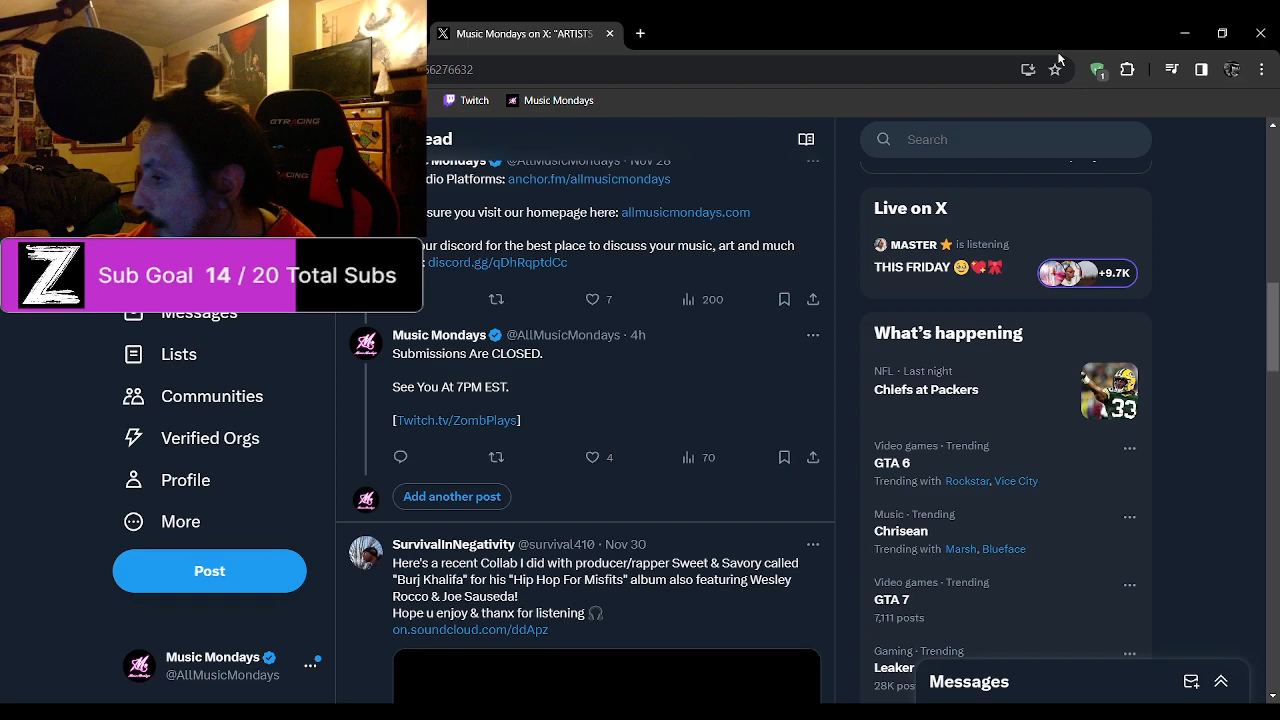 Music Mondays on X: "ARTISTS
56276632
Twitch
Music Mondays
GTRACING
RACING
Sub Goal 14 / 20 Total Subs
Messages
Lists
Communities
Verified Orgs
Profile
More
Post
Music Mondays
@AllMusicMondays
ead
Mondays @AllMusicMondays · Nov 28
dio Platforms: anchor.fm/allmusicmondays
sure you visit our homepage here: allmusicmondays.com
ur discord for the best place to discuss your music, art and much
: discord.gg/qDhRqptdCc
7
200
Music Mondays @AllMusicMondays · 4h
Submissions Are CLOSED.
See You At 7PM EST.
[Twitch.tv/ZombPlays]
4
70
Add another post
SurvivalInNegativity @survival410 · Nov 30
Here's a recent Collab I did with producer/rapper Sweet & Savory called
"Burj Khalifa" for his "Hip Hop For Misfits" album also featuring Wesley
Rocco & Joe Sauseda!
Hope u enjoy & thanx for listening 🎧
on.soundcloud.com/ddApz
Search
Live on X
MASTER ⭐ is listening
THIS FRIDAY 🥹💖🎀
+9.7K
What's happening
NFL · Last night
Chiefs at Packers
33
Video games · Trending
GTA 6
Trending with Rockstar, Vice City
Music · Trending
Chrisean
Trending with Marsh, Blueface
Video games · Trending
GTA 7
7,111 posts
Gaming · Trending
Leaker
28K pos
Messages